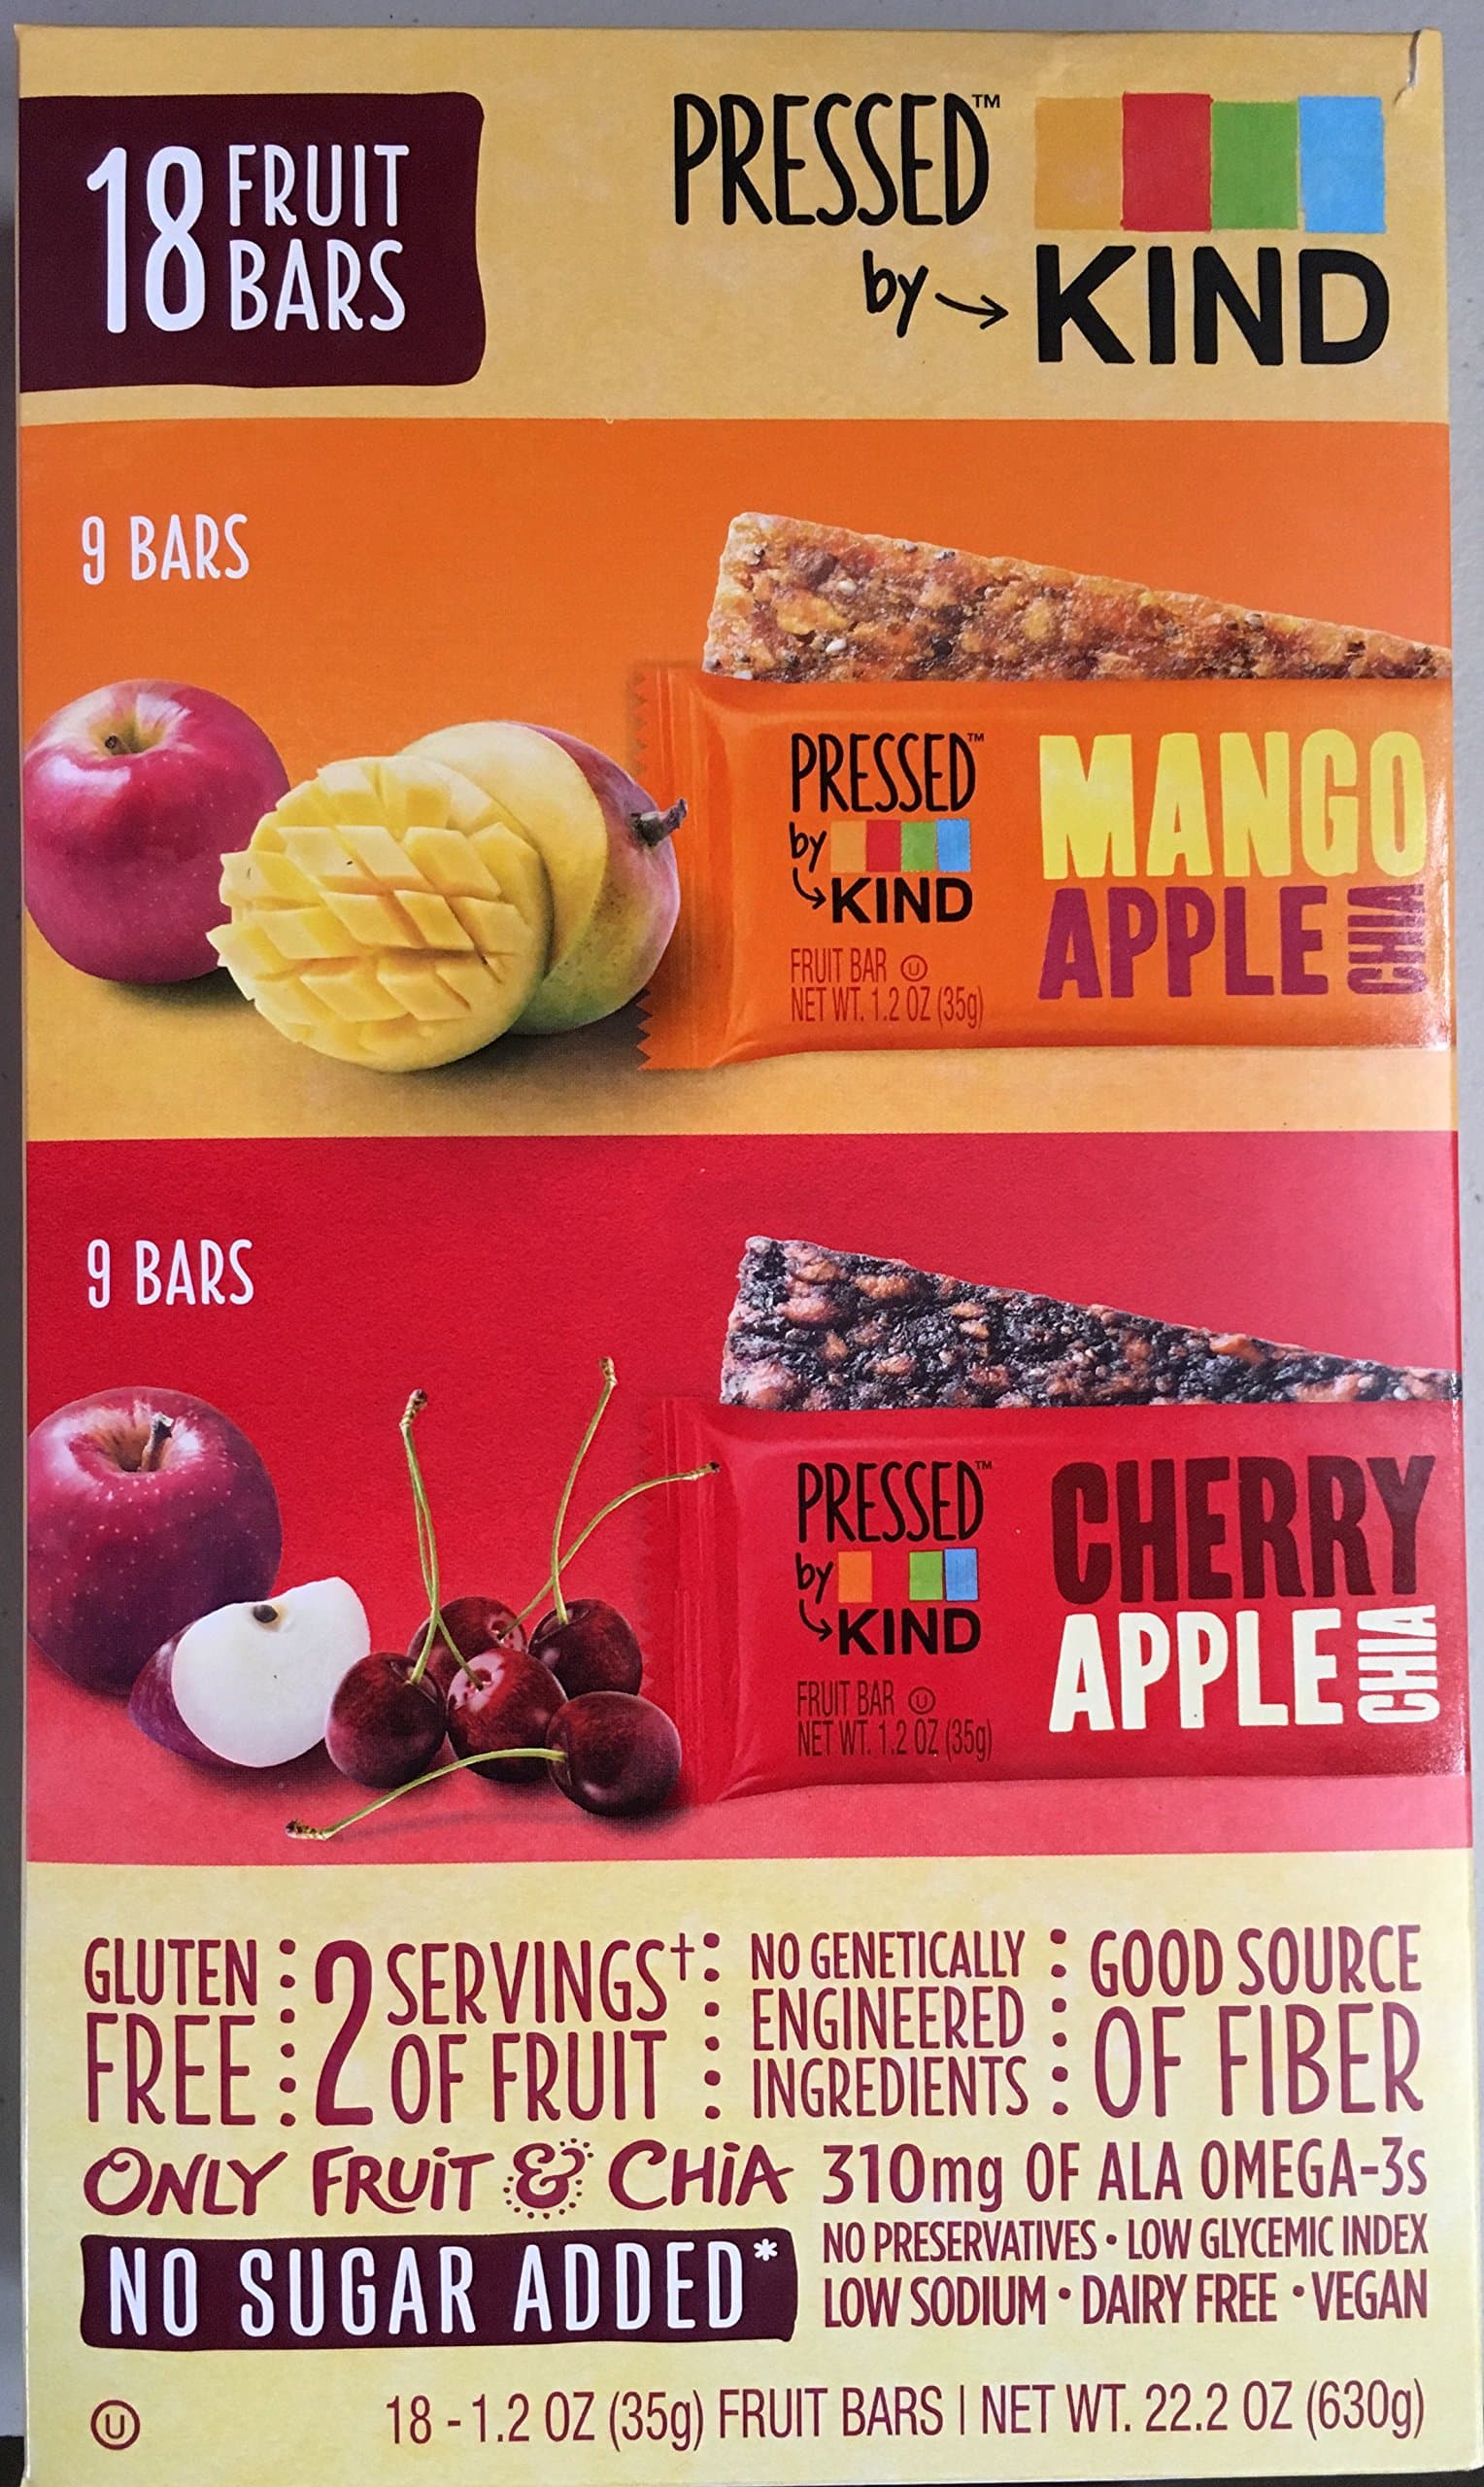 18 FRUIT
BARS
PRESSED™
by → KIND
9 BARS
PRESSED™
by
KIND
FRUIT BAR Ⓤ
NET WT. 1.2 OZ (35g)
MANGO
APPLE CHIA
9 BARS
PRESSED™
by
KIND
FRUIT BAR Ⓤ
NET WT. 1.2 OZ (35g)
CHERRY
APPLE CHIA
GLUTEN
FREE
2 SERVINGS†
OF FRUIT
NO GENETICALLY
ENGINEERED
INGREDIENTS
GOOD SOURCE
OF FIBER
ONLY FRUIT & CHIA
NO SUGAR ADDED*
310mg OF ALA OMEGA-3s
NO PRESERVATIVES • LOW GLYCEMIC INDEX
LOW SODIUM • DAIRY FREE • VEGAN
Ⓤ
18 - 1.2 OZ (35g) FRUIT BARS | NET WT. 22.2 OZ (630g)